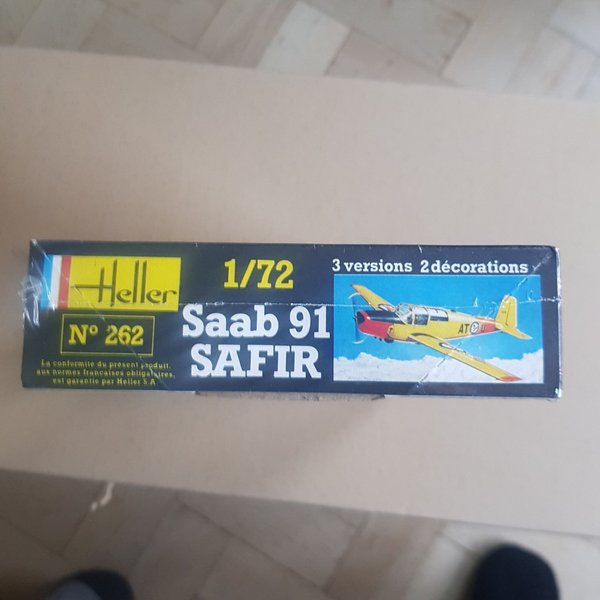 Heller
1/72
3 versions 2 décorations
Nº 262
Saab 91
SAFIR
AT
La conformité du présent produit,
aux normes françaises obligatoires,
est garantie par Heller S.A